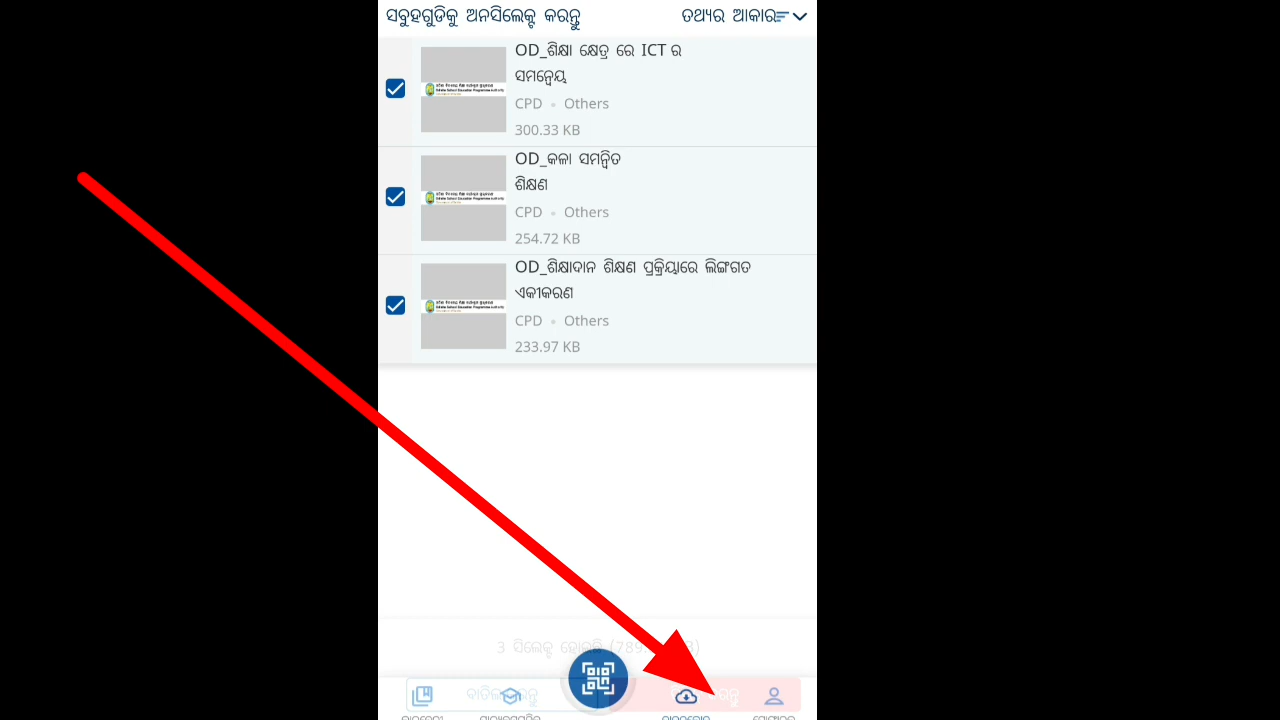 ସବୁହଗୁଡିକୁ ଅନସିଲେକ୍ଟ କରନ୍ତୁ ତଥ୍ୟର ଆକାର
OD_ଶିକ୍ଷା କ୍ଷେତ୍ର ରେ ICT ର
ସମନ୍ୱେୟ
CPD • Others
300.33 KB
OD_କଳା ସମନ୍ୱିତ
ଶିକ୍ଷଣ
CPD • Others
254.72 KB
OD_ଶିକ୍ଷାଦାନ ଶିକ୍ଷଣ ପ୍ରକ୍ରିୟାରେ ଲିଙ୍ଗଗତ
ଏକୀକରଣ
CPD • Others
233.97 KB
3 ସିଲେକ୍ଟ